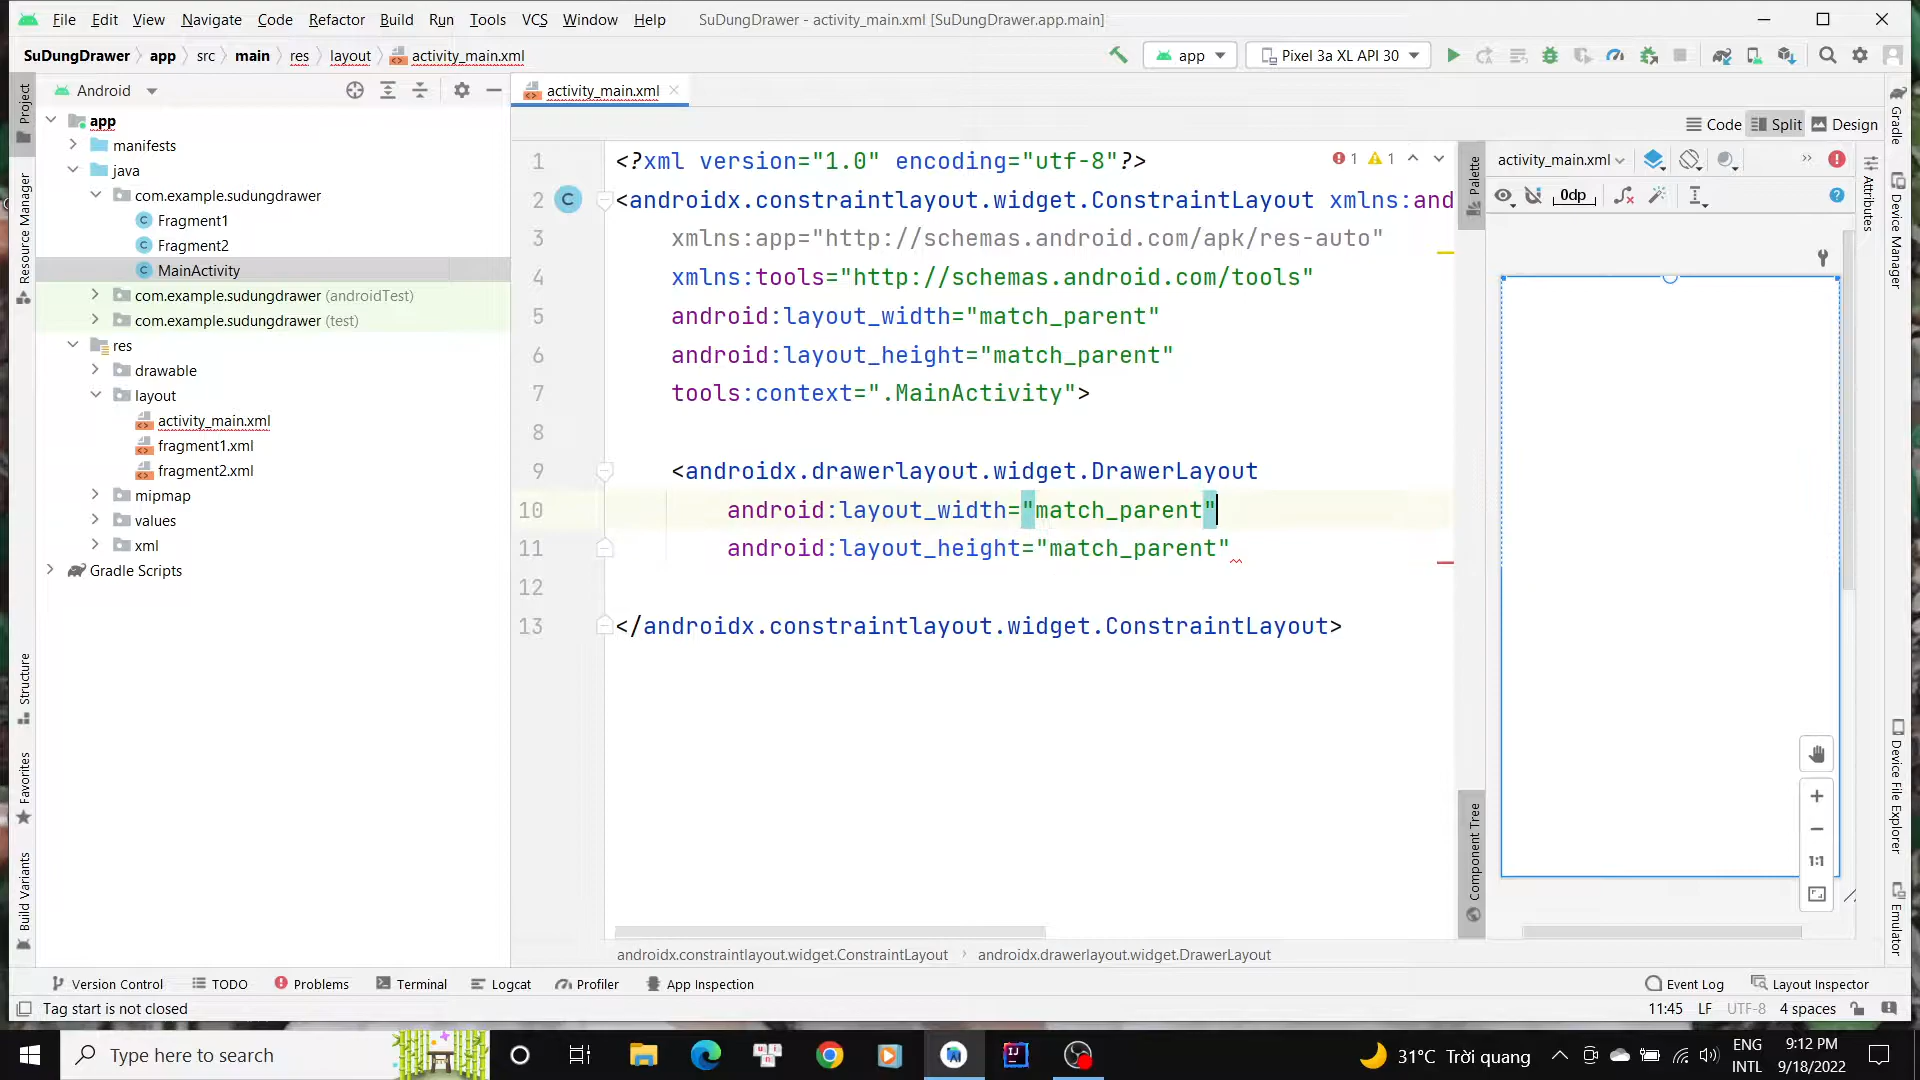 File Edit View Navigate Code Refactor Build Run Tools VCS Window Help SuDungDrawer - activity_main.xml [SuDungDrawer.app.main]
SuDungDrawer app src main res layout activity_main.xml app Pixel 3a XL API 30
Project
Resource Manager
Structure
Favorites
Build Variants
Android
app
manifests
java
com.example.sudungdrawer
Fragment1
Fragment2
MainActivity
com.example.sudungdrawer (androidTest)
com.example.sudungdrawer (test)
res
drawable
layout
activity_main.xml
fragment1.xml
fragment2.xml
mipmap
values
xml
Gradle Scripts
activity_main.xml
Code Split Design
1 <?xml version="1.0" encoding="utf-8"?>
2 <androidx.constraintlayout.widget.ConstraintLayout xmlns:and
3 xmlns:app="http://schemas.android.com/apk/res-auto"
4 xmlns:tools="http://schemas.android.com/tools"
5 android:layout_width="match_parent"
6 android:layout_height="match_parent"
7 tools:context=".MainActivity">
8
9 <androidx.drawerlayout.widget.DrawerLayout
10 android:layout_width="match_parent"
11 android:layout_height="match_parent"
12
13 </androidx.constraintlayout.widget.ConstraintLayout>
1 1
C
androidx.constraintlayout.widget.ConstraintLayout androidx.drawerlayout.widget.DrawerLayout
Palette
Component Tree
activity_main.xml
0dp
1:1
Attributes
Gradle
Device Manager
Device File Explorer
Emulator
Version Control TODO Problems Terminal Logcat Profiler App Inspection Event Log Layout Inspector
Tag start is not closed 11:45 LF UTF-8 4 spaces
Type here to search
31°C Trời quang
ENG
INTL
9:12 PM
9/18/2022